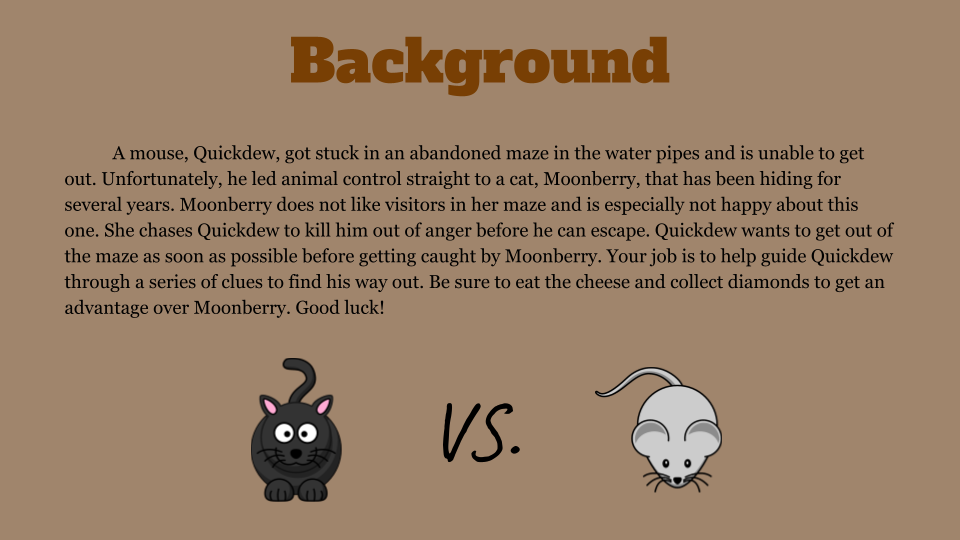 Background
A mouse, Quickdew, got stuck in an abandoned maze in the water pipes and is unable to get
out. Unfortunately, he led animal control straight to a cat, Moonberry, that has been hiding for
several years. Moonberry does not like visitors in her maze and is especially not happy about this
one. She chases Quickdew to kill him out of anger before he can escape. Quickdew wants to get out of
the maze as soon as possible before getting caught by Moonberry. Your job is to help guide Quickdew
through a series of clues to find his way out. Be sure to eat the cheese and collect diamonds to get an
advantage over Moonberry. Good luck!
VS.